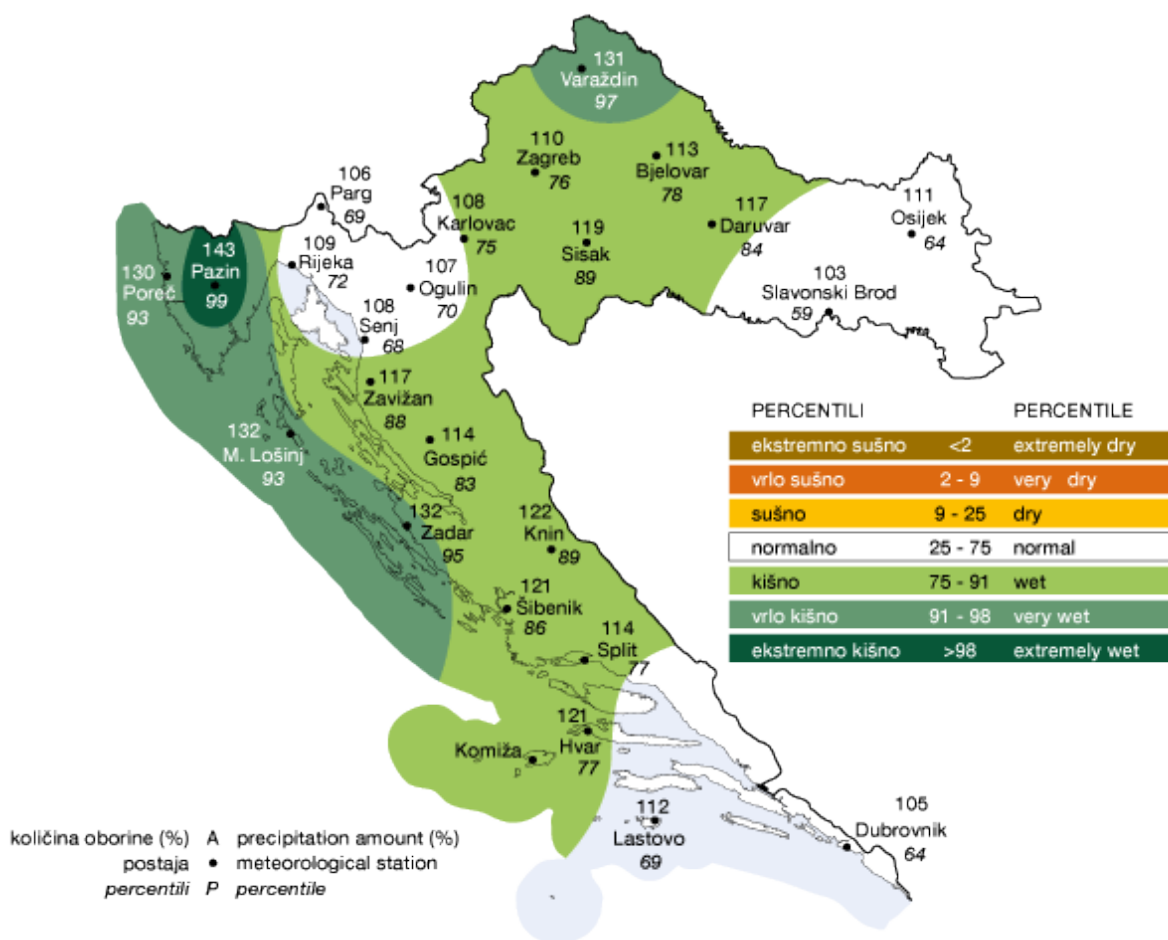 131
Varaždin
97
110
Zagreb
76
113
Bjelovar
78
106
Parg
69
108
Karlovac
75
117
Daruvar
84
111
Osijek
64
119
Sisak
89
143
Pazin
99
109
Rijeka
72
130
Poreč
93
107
Ogulin
70
103
Slavonski Brod
59
108
Senj
68
117
Zavižan
88
132
M. Lošinj
93
114
Gospić
83
132
Zadar
95
122
Knin
89
121
Šibenik
86
114
Split
77
121
Hvar
77
Komiža
112
Lastovo
69
105
Dubrovnik
64
PERCENTILI PERCENTILE
ekstremno sušno <2 extremely dry
vrlo sušno 2 - 9 very dry
sušno 9 - 25 dry
normalno 25 - 75 normal
kišno 75 - 91 wet
vrlo kišno 91 - 98 very wet
ekstremno kišno >98 extremely wet
količina oborine (%) A precipitation amount (%)
postaja • meteorological station
percentili P percentile